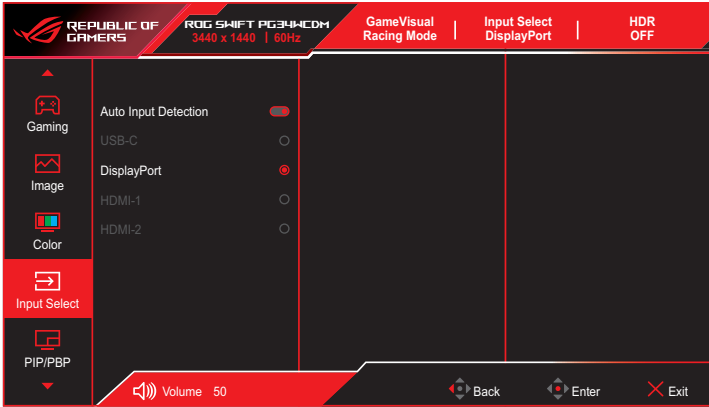 REPUBLIC OF
GAMERS
ROG SWIFT PG34WCDM
3440 x 1440 | 60Hz
GameVisual
Racing Mode
Input Select
DisplayPort
HDR
OFF
Gaming
Image
Color
Input Select
PIP/PBP
Auto Input Detection
USB-C
DisplayPort
HDMI-1
HDMI-2
Volume 50
Back
Enter
Exit